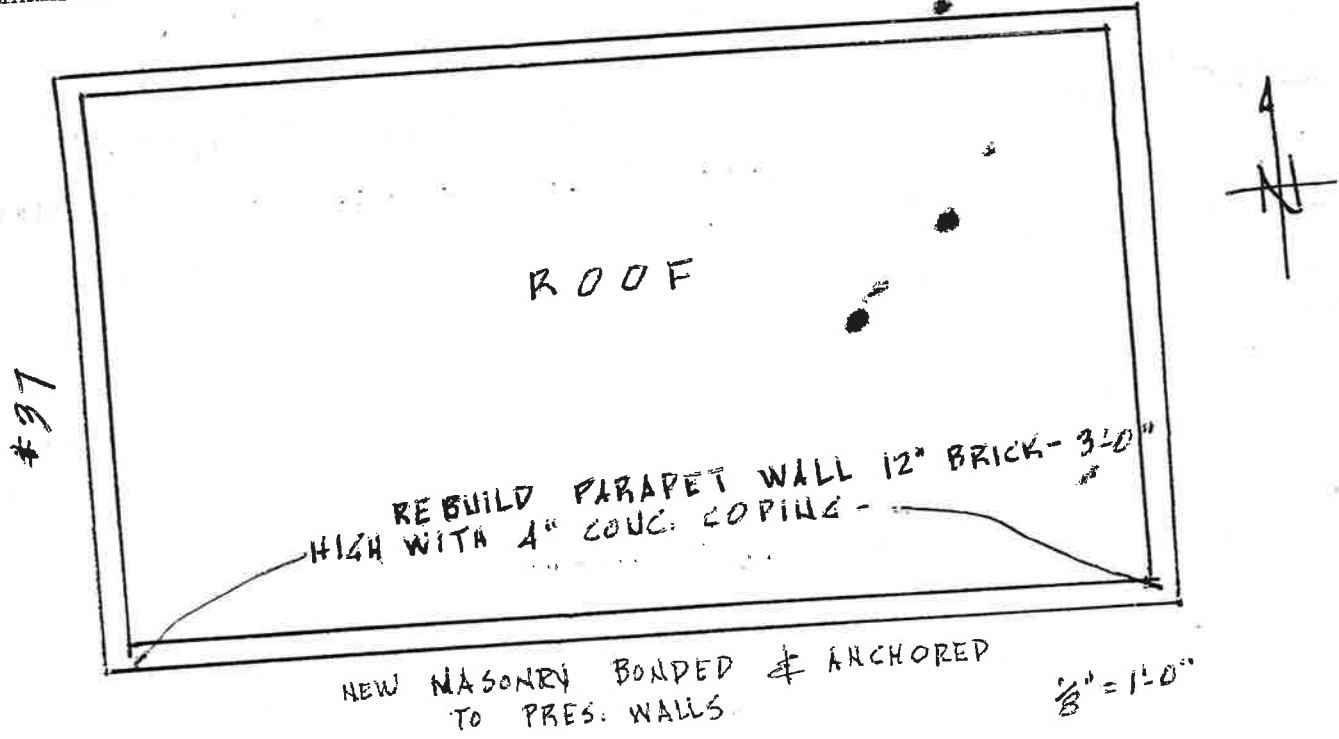 N
ROOF
#37
REBUILD PARAPET WALL 12" BRICK - 3'-0"
HIGH WITH 4" CONC. COPING -
NEW MASONRY BONDED & ANCHORED
TO PRES. WALLS
1/8" = 1'-0"